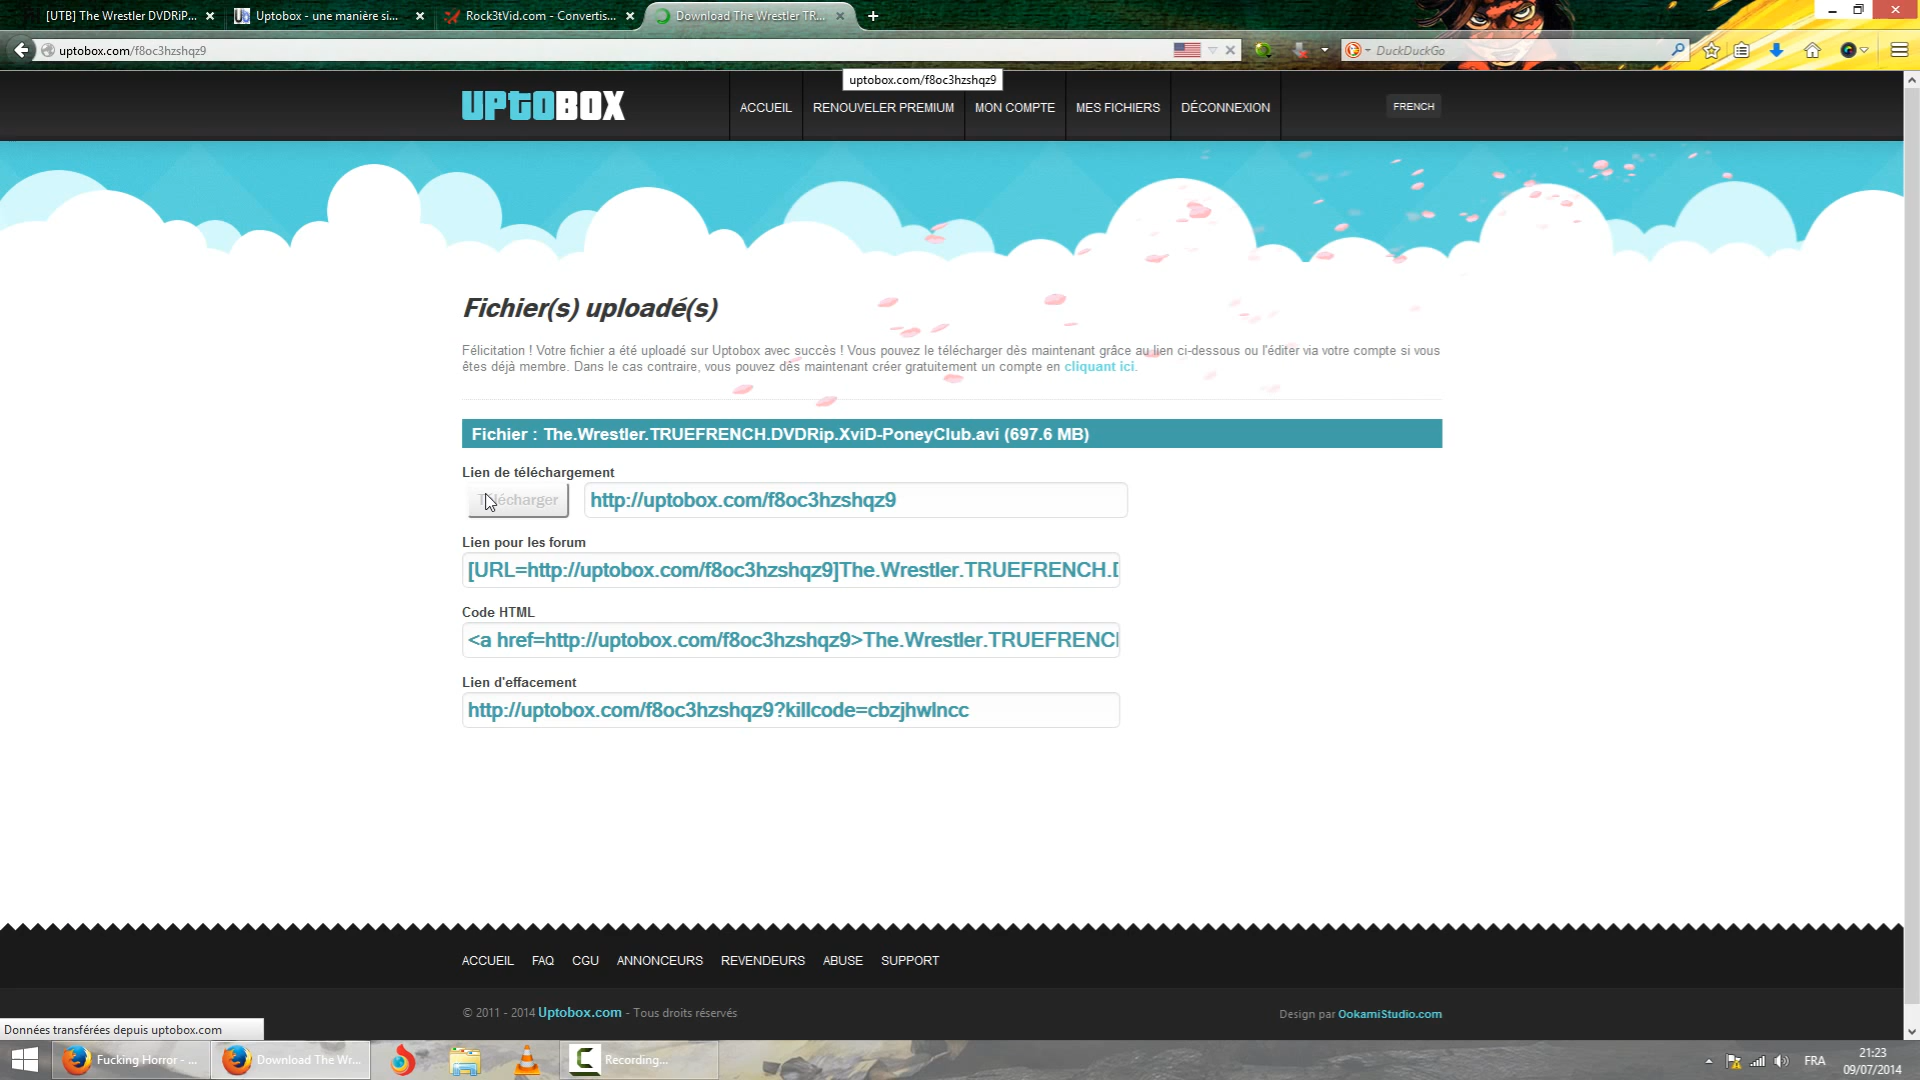 [UTB] The Wrestler DVDRiP...
Uptobox - une manière si...
Rock3tVid.com - Convertis...
Download The Wrestler TR...
uptobox.com/f8oc3hzshqz9
DuckDuckGo
uptobox.com/f8oc3hzshqz9
UPTOBOX
ACCUEIL
RENOUVELER PREMIUM
MON COMPTE
MES FICHIERS
DÉCONNEXION
FRENCH
Fichier(s) uploadé(s)
Félicitation ! Votre fichier a été uploadé sur Uptobox avec succès ! Vous pouvez le télécharger dès maintenant grâce au lien ci-dessous ou l'éditer via votre compte si vous
êtes déjà membre. Dans le cas contraire, vous pouvez dès maintenant créer gratuitement un compte en cliquant ici.
Fichier : The.Wrestler.TRUEFRENCH.DVDRip.XviD-PoneyClub.avi (697.6 MB)
Lien de téléchargement
Télécharger
http://uptobox.com/f8oc3hzshqz9
Lien pour les forum
[URL=http://uptobox.com/f8oc3hzshqz9]The.Wrestler.TRUEFRENCH.D
Code HTML
<a href=http://uptobox.com/f8oc3hzshqz9>The.Wrestler.TRUEFRENCH
Lien d'effacement
http://uptobox.com/f8oc3hzshqz9?killcode=cbzjhwlncc
ACCUEIL FAQ CGU ANNONCEURS REVENDEURS ABUSE SUPPORT
© 2011 - 2014 Uptobox.com - Tous droits réservés
Design par OokamiStudio.com
Données transférées depuis uptobox.com
Fucking Horror - ...
Download The Wr...
Recording...
FRA
21:23
09/07/2014